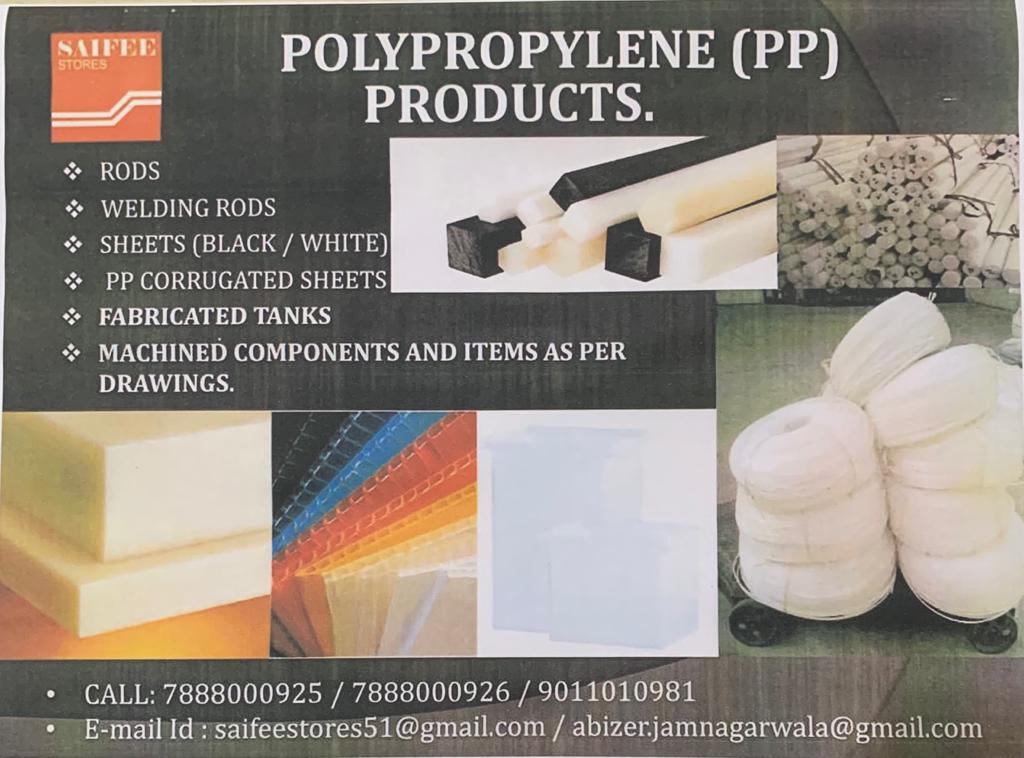 SAIFEE
STORES
POLYPROPYLENE (PP)
PRODUCTS.
❖ RODS
❖ WELDING RODS
❖ SHEETS (BLACK / WHITE)
❖ PP CORRUGATED SHEETS
❖ FABRICATED TANKS
❖ MACHINED COMPONENTS AND ITEMS AS PER
DRAWINGS.
• CALL: 7888000925 / 7888000926 / 9011010981
• E-mail Id : saifeestores51@gmail.com / abizer.jamnagarwala@gmail.com